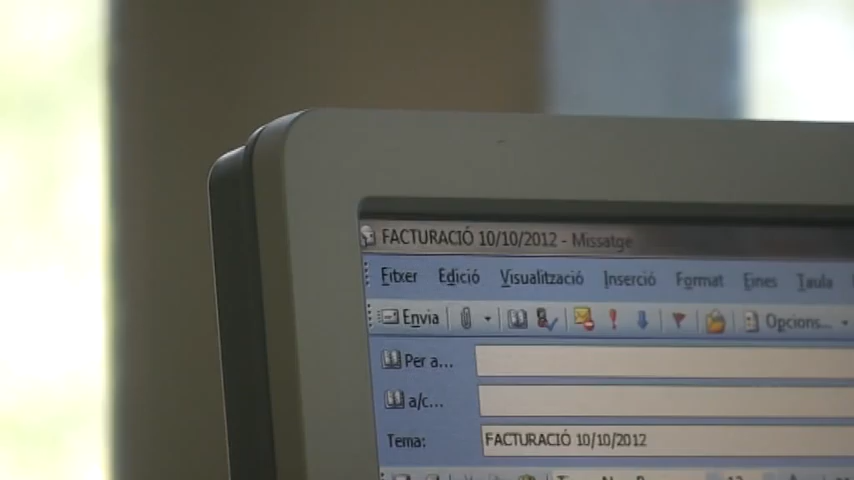 FACTURACIÓ 10/10/2012 - Missatge
Fitxer Edició Visualització Inserció Format Eines Taula
Envia Opcions...
Per a...
a/c...
Tema: FACTURACIÓ 10/10/2012